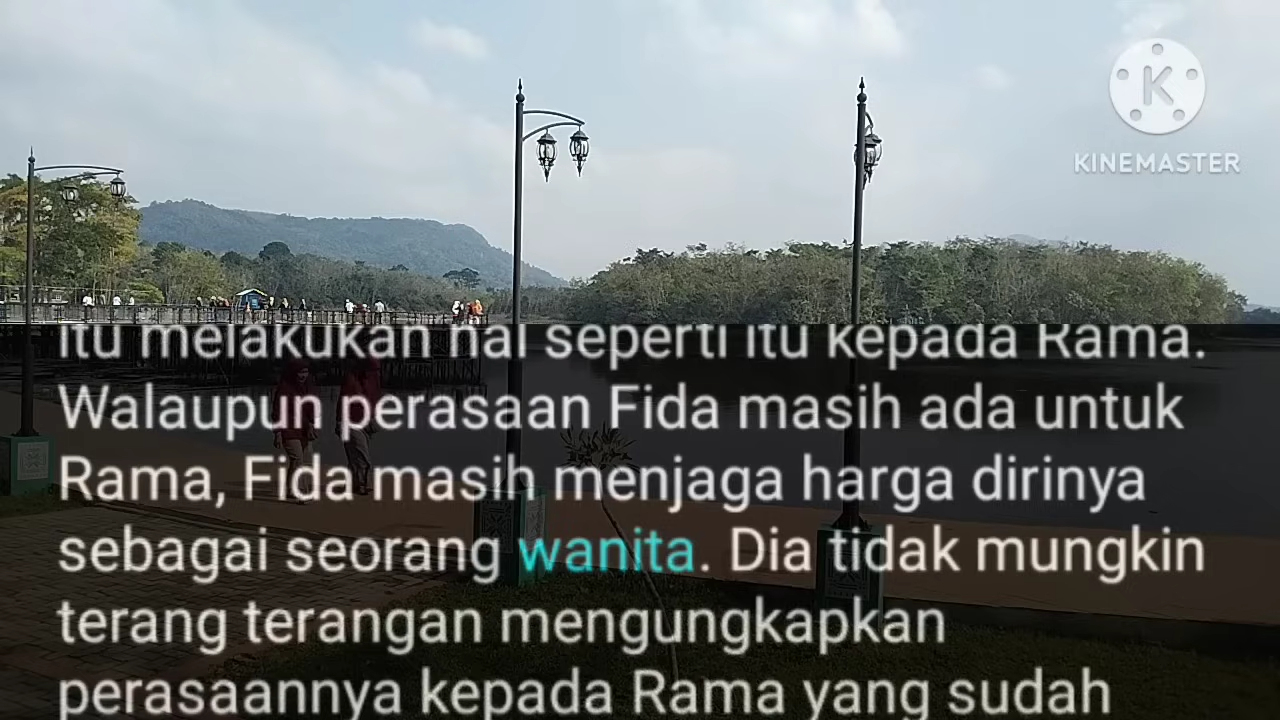 KINEMASTER
itu melakukan hal seperti itu kepada Rama.
Walaupun perasaan Fida masih ada untuk
Rama, Fida masih menjaga harga dirinya
sebagai seorang wanita. Dia tidak mungkin
terang terangan mengungkapkan
perasaannya kepada Rama yang sudah